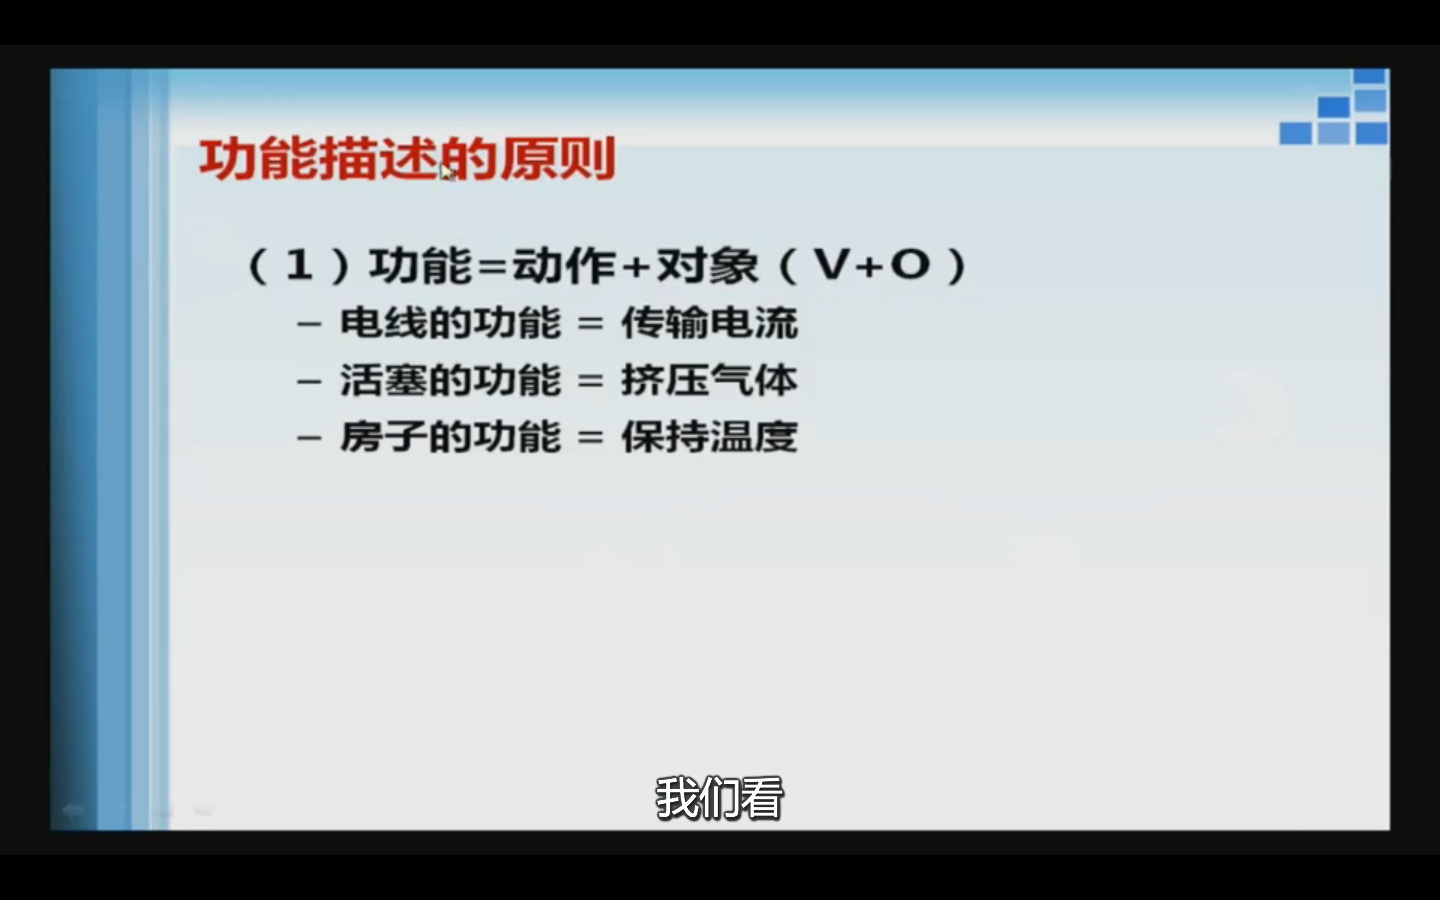 功能描述的原则
（1）功能=动作+对象（V+O）
– 电线的功能 = 传输电流
– 活塞的功能 = 挤压气体
– 房子的功能 = 保持温度
我们看